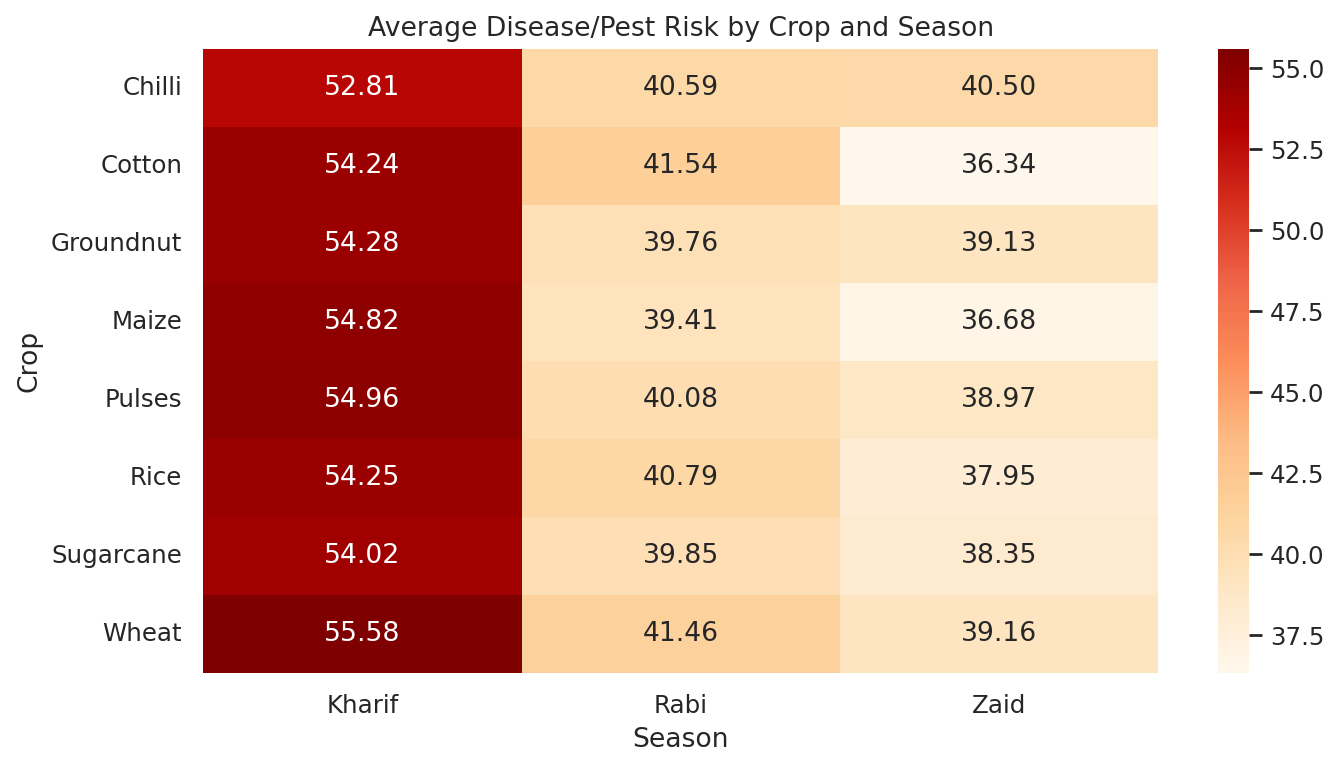 Average Disease/Pest Risk by Crop and Season
Crop
Chilli 52.81 40.59 40.50
Cotton 54.24 41.54 36.34
Groundnut 54.28 39.76 39.13
Maize 54.82 39.41 36.68
Pulses 54.96 40.08 38.97
Rice 54.25 40.79 37.95
Sugarcane 54.02 39.85 38.35
Wheat 55.58 41.46 39.16
Kharif Rabi Zaid
Season
55.0
52.5
50.0
47.5
45.0
42.5
40.0
37.5